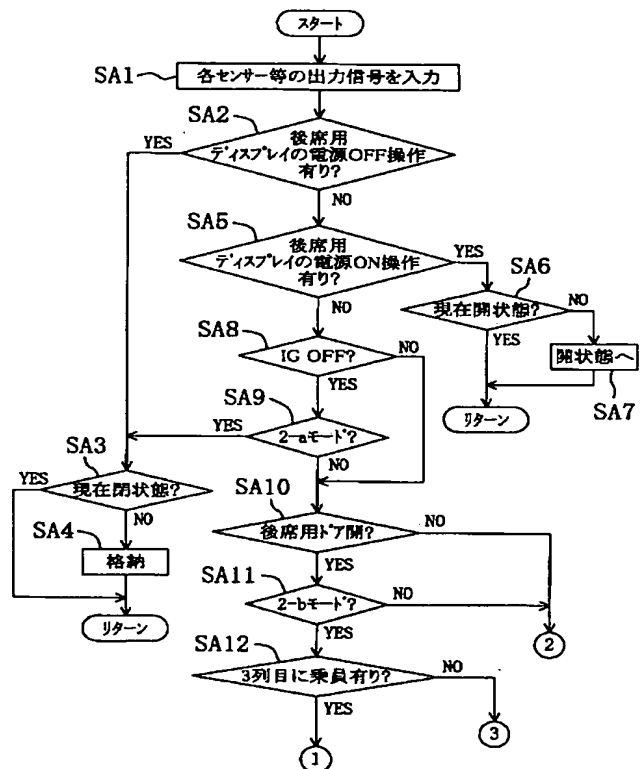 スタート
SA1
各センサー等の出力信号を入力
SA2
後席用
ディスプレイの電源OFF操作
有り?
YES
NO
SA5
後席用
ディスプレイの電源ON操作
有り?
YES
NO
SA6
現在開状態?
NO
YES
開状態へ
SA7
リターン
SA8
IG OFF?
NO
YES
SA9
2-aモード?
YES
NO
SA3
現在閉状態?
YES
NO
SA4
格納
リターン
SA10
後席用ドア開?
NO
YES
SA11
2-bモード?
NO
YES
2
SA12
3列目に乗員有り?
NO
YES
3
1